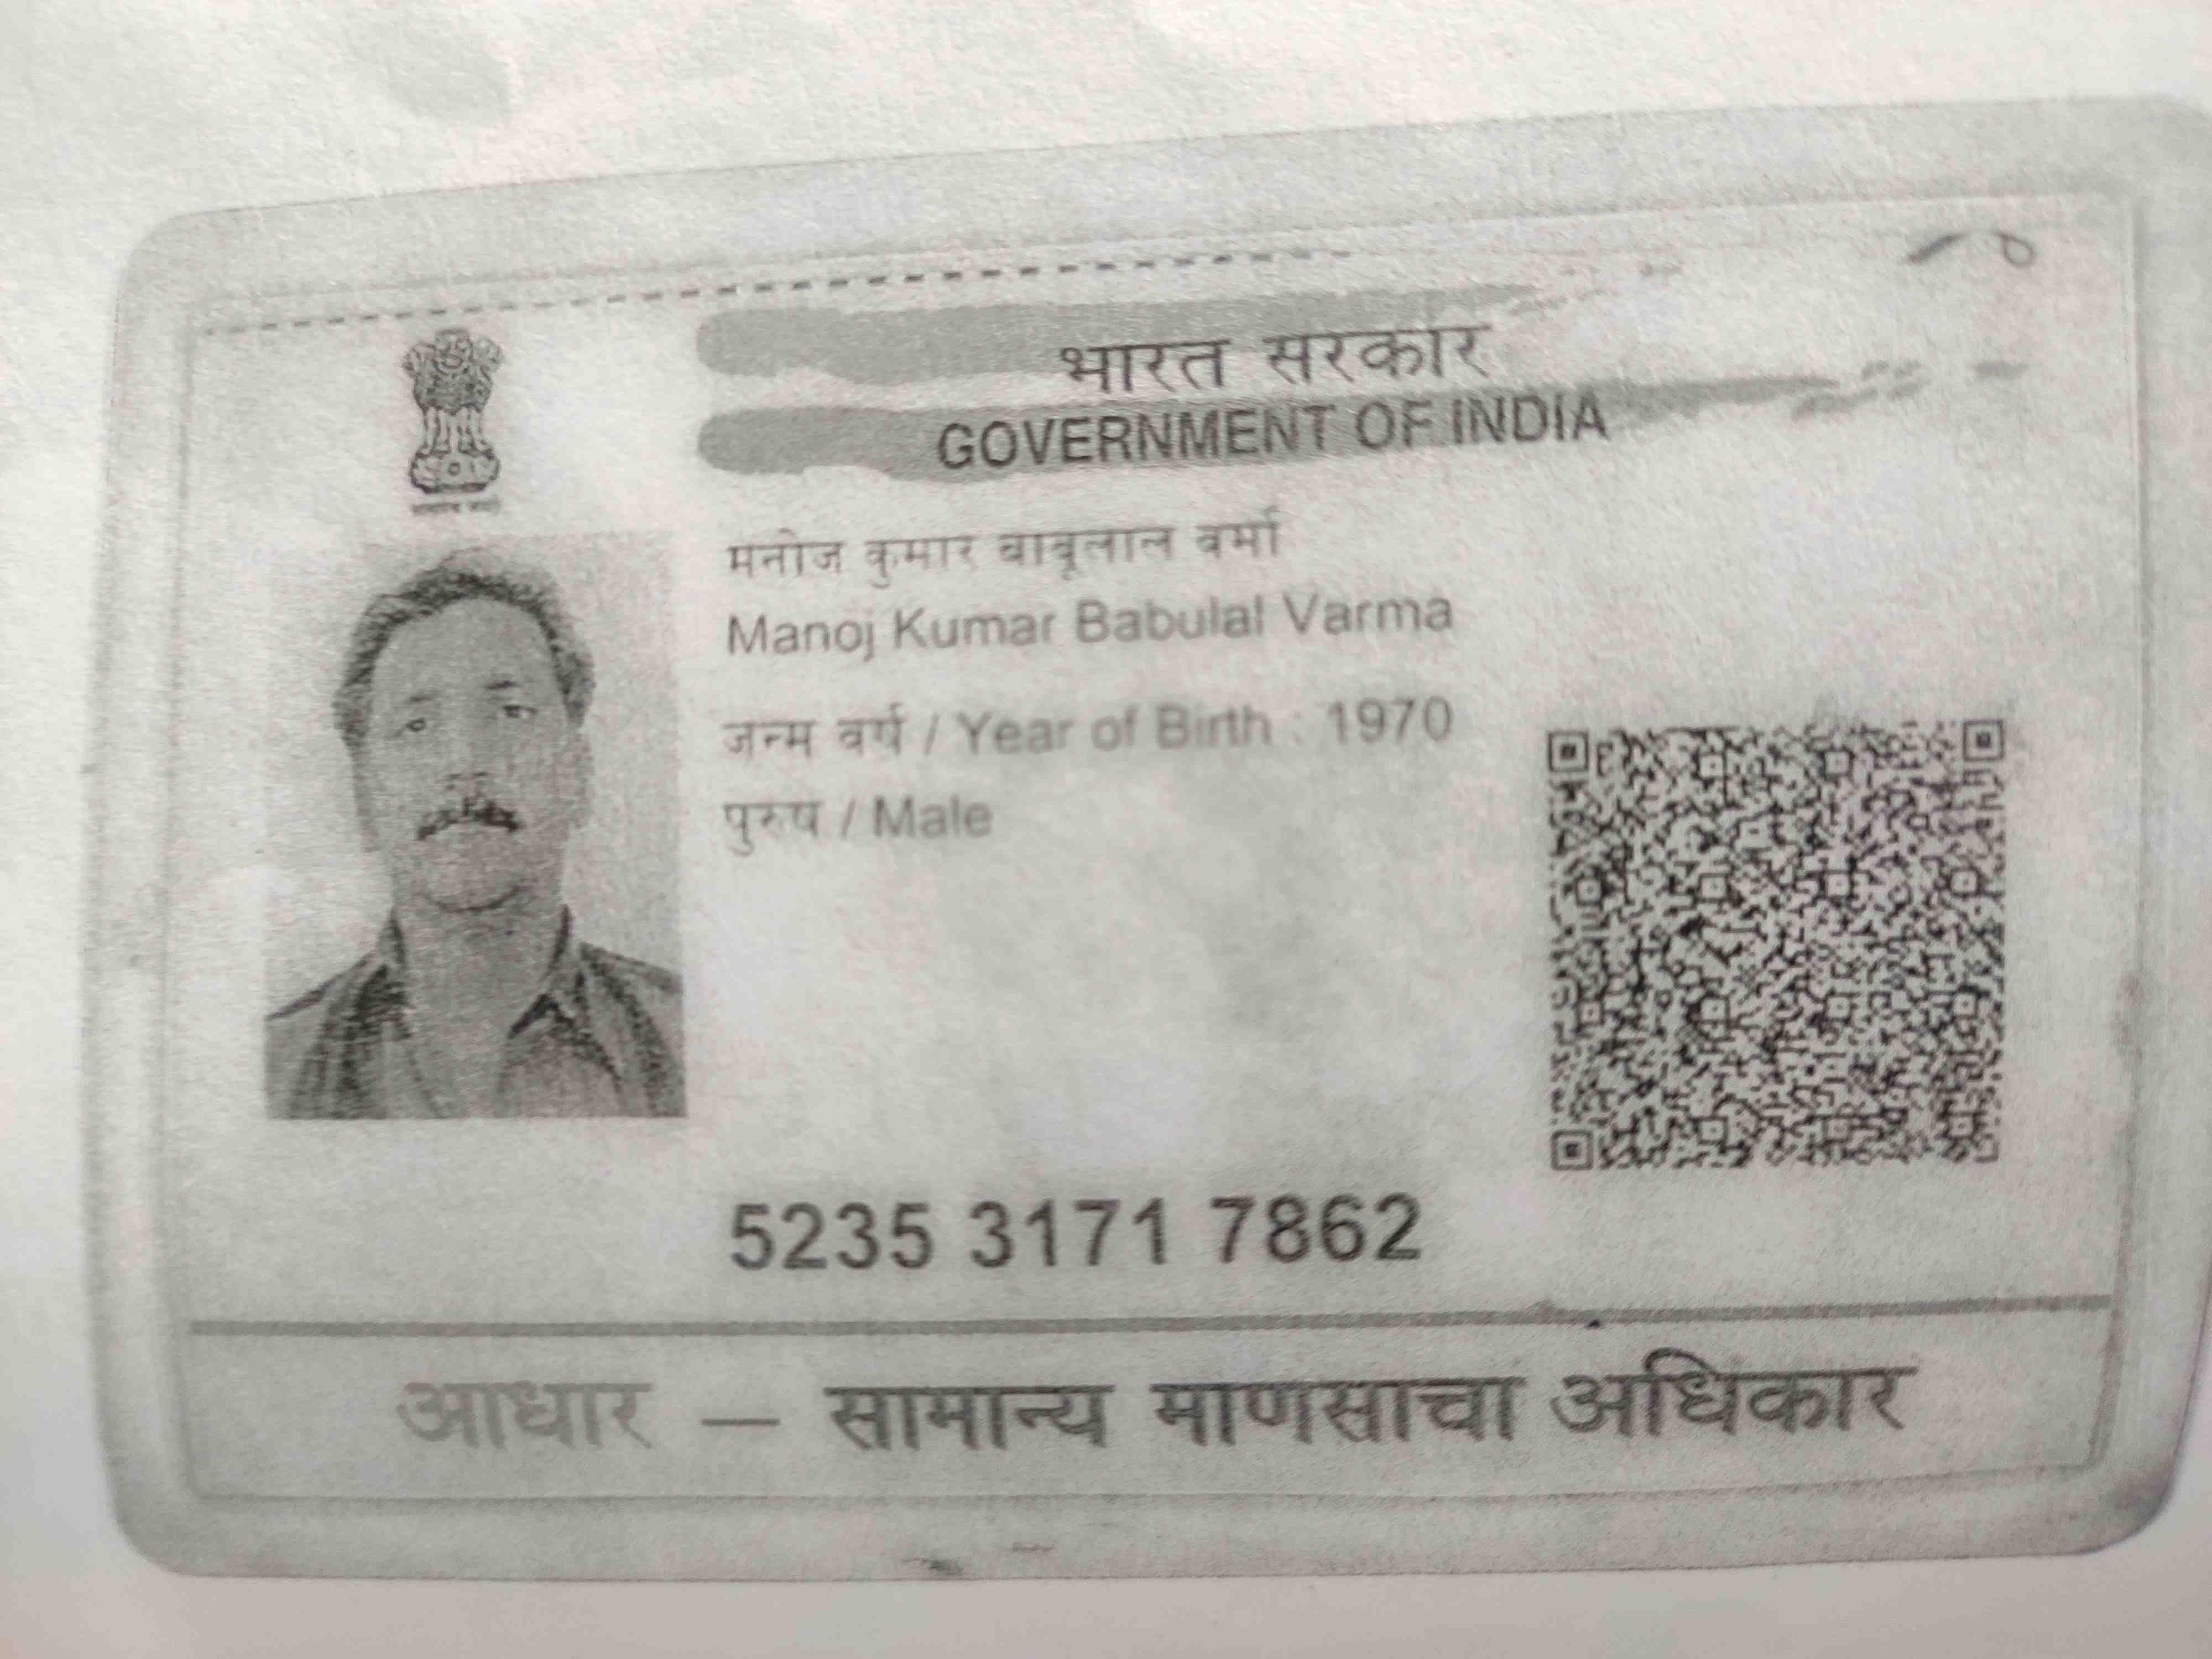 भारत सरकार
GOVERNMENT OF INDIA
मनोज कुमार बाबूलाल वर्मा
Manoj Kumar Babulal Varma
जन्म वर्ष / Year of Birth : 1970
पुरुष / Male
5235 3171 7862
आधार — सामान्य माणसाचा अधिकार